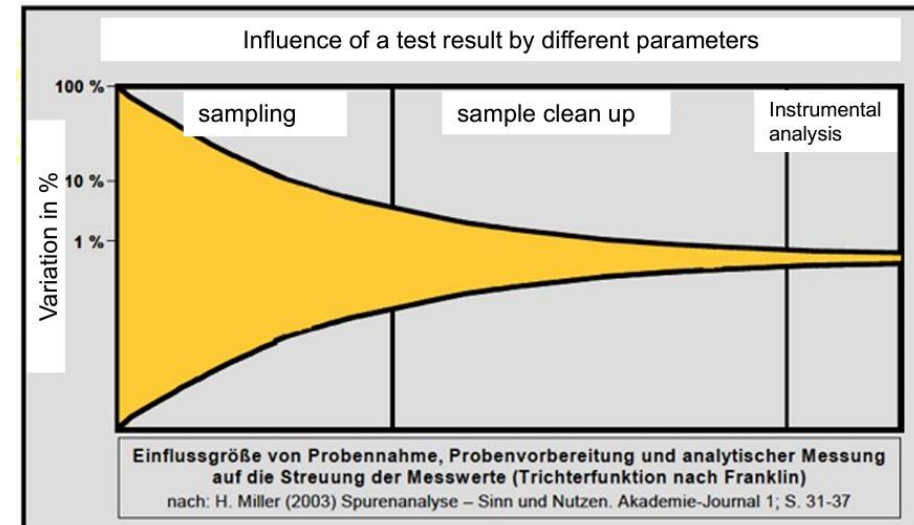 Influence of a test result by different parameters
100 %
sampling
sample clean up
Instrumental
analysis
10 %
1 %
Variation in %
Einflussgröße von Probennahme, Probenvorbereitung und analytischer Messung
auf die Streuung der Messwerte (Trichterfunktion nach Franklin)
nach: H. Miller (2003) Spurenanalyse – Sinn und Nutzen. Akademie-Journal 1; S. 31-37